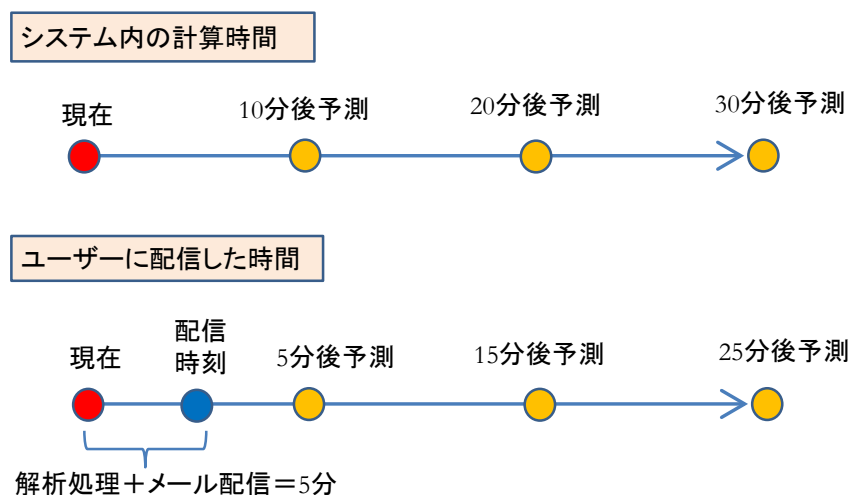 システム内の計算時間
現在
10分後予測
20分後予測
30分後予測
ユーザーに配信した時間
現在
配信
時刻
5分後予測
15分後予測
25分後予測
解析処理＋メール配信＝5分